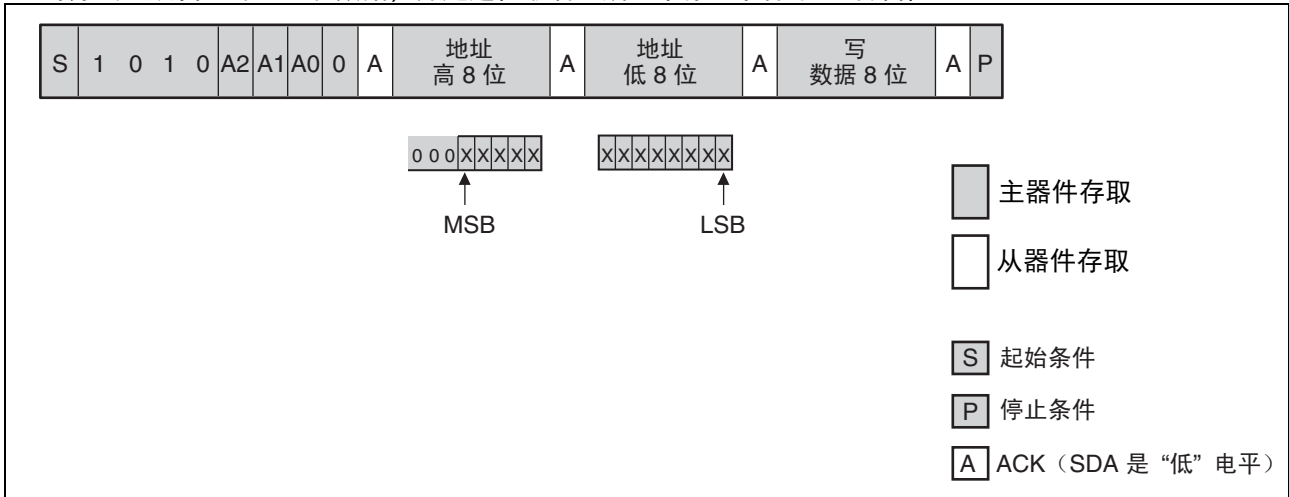 S 1 0 1 0 A2 A1 A0 0 A 地址 高 8 位 A 地址 低 8 位 A 写 数据 8 位 A P
0 0 0 X X X X X X X X X X X X X
MSB LSB
主器件存取
从器件存取
S 起始条件
P 停止条件
A ACK（SDA 是 “低” 电平）